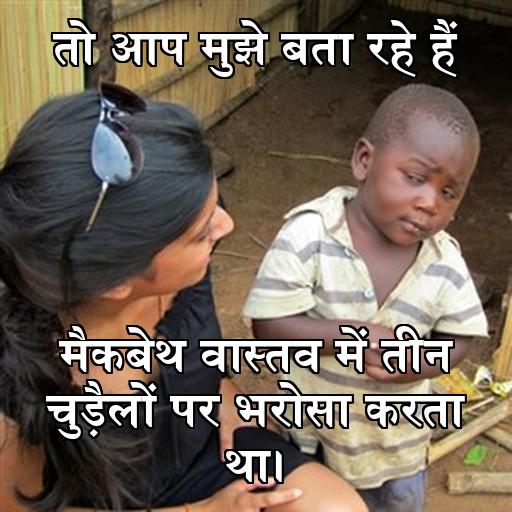 तो आप मुझे बता रहे हैं
मैकबेथ वास्तव में तीन
चुड़ैलों पर भरोसा करता
था।